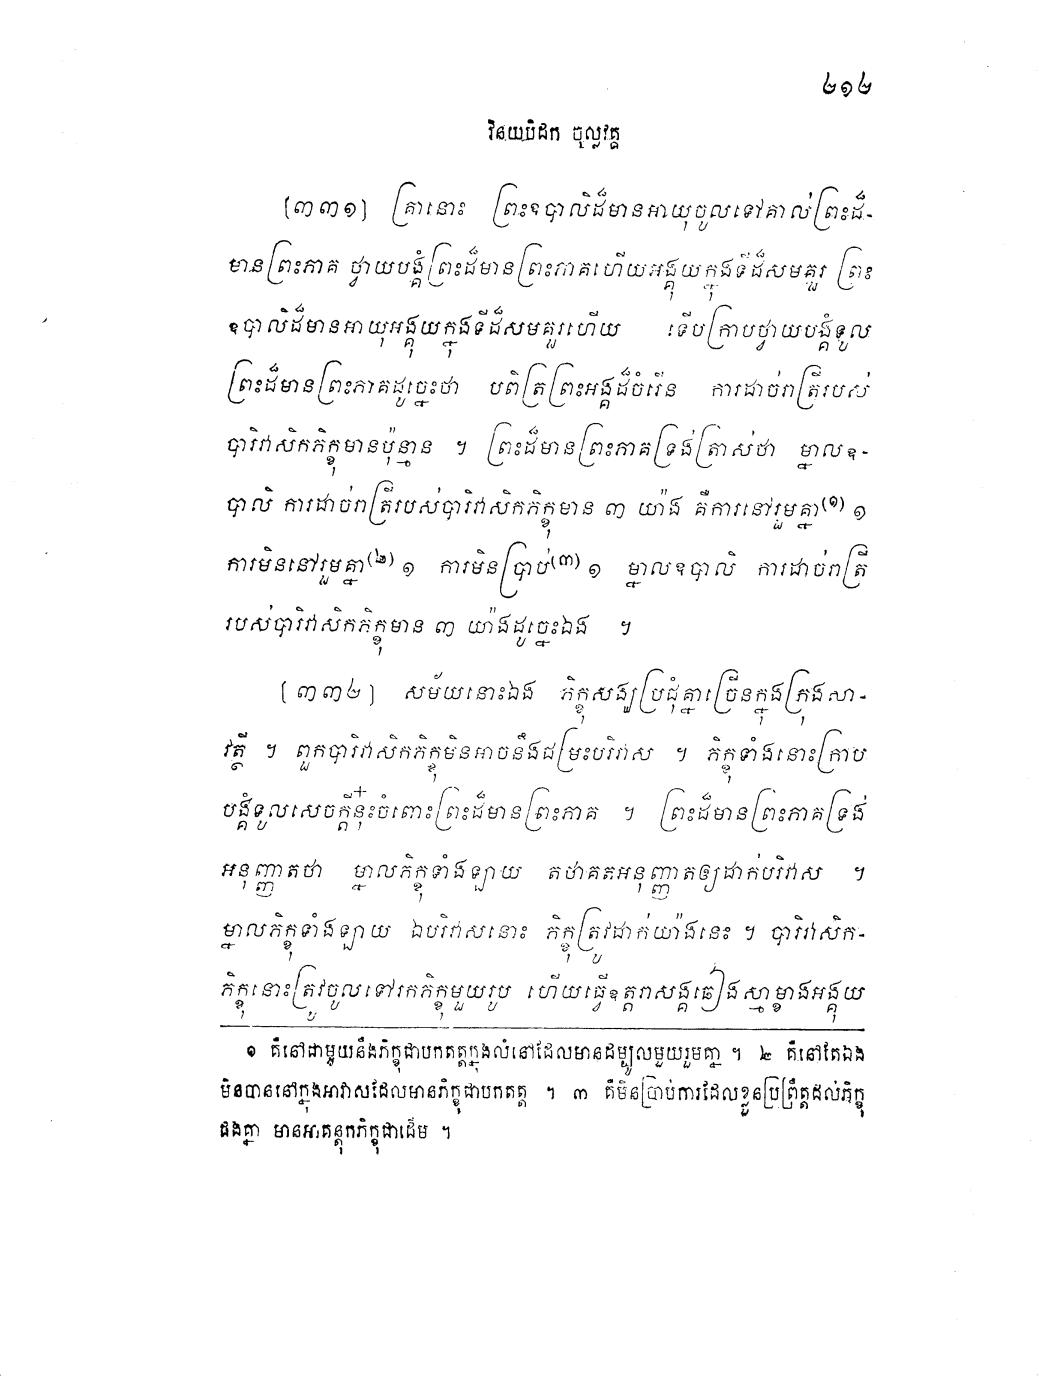 ២១២
វិនយបិដក ចុល្លវគ្គ
[៣៣១] គ្រានោះ ព្រះឧបាលិដ៏មានអាយុចូលទៅគាល់ព្រះដ៏-
មានព្រះភាគ ថ្វាយបង្គំព្រះដ៏មានព្រះភាគហើយអង្គុយក្នុងទីដ៏សមគួរ ព្រះ
ឧបាលិដ៏មានអាយុអង្គុយក្នុងទីដ៏សមគួរហើយ ទើបក្រាបថ្វាយបង្គំទូល
ព្រះដ៏មានព្រះភាគដូច្នេះថា បពិត្រព្រះអង្គដ៏ចំរើន ការដាច់រាត្រីរបស់
បារិវាសិកភិក្ខុមានប៉ុន្មាន ។ ព្រះដ៏មានព្រះភាគទ្រង់ត្រាស់ថា ម្នាលឧ-
បាលិ ការដាច់រាត្រីរបស់បារិវាសិកភិក្ខុមាន ៣ យ៉ាង គឺការនៅរួមគ្នា(១) ១
ការមិននៅរួមគ្នា(២) ១ ការមិនប្រាប់(៣) ១ ម្នាលឧបាលិ ការដាច់រាត្រី
របស់បារិវាសិកភិក្ខុមាន ៣ យ៉ាងដូច្នេះឯង ។
[៣៣២] សម័យនោះឯង ភិក្ខុសង្ឃប្រជុំគ្នាច្រើនក្នុងក្រុងសា-
វត្ថី ។ ពួកបារិវាសិកភិក្ខុមិនអាចនឹងជម្រះបរិវាស ។ ភិក្ខុទាំងនោះក្រាប
បង្គំទូលសេចក្តីនុ៎ះចំពោះព្រះដ៏មានព្រះភាគ ។ ព្រះដ៏មានព្រះភាគទ្រង់
អនុញ្ញាតថា ម្នាលភិក្ខុទាំងឡាយ តថាគតអនុញ្ញាតឲ្យដាក់បរិវាស ។
ម្នាលភិក្ខុទាំងឡាយ ឯបរិវាសនោះ ភិក្ខុត្រូវដាក់យ៉ាងនេះ ។ បារិវាសិក-
ភិក្ខុនោះត្រូវចូលទៅរកភិក្ខុមួយរូប ហើយធ្វើឧត្តរាសង្គឆៀងស្មាម្ខាងអង្គុយ
១ គឺនៅជាមួយនឹងភិក្ខុជាបកតត្តក្នុងលំនៅដែលមានដម្បូលមួយរួមគ្នា ។ ២ គឺនៅតែឯង
មិនបាននៅក្នុងអាវាសដែលមានភិក្ខុជាបកតត្ត ។ ៣ គឺមិនប្រាប់ការដែលខ្លួនប្រព្រឹត្តដល់ភិក្ខុ
ផងគ្នា មានអាគន្តុកភិក្ខុជាដើម ។